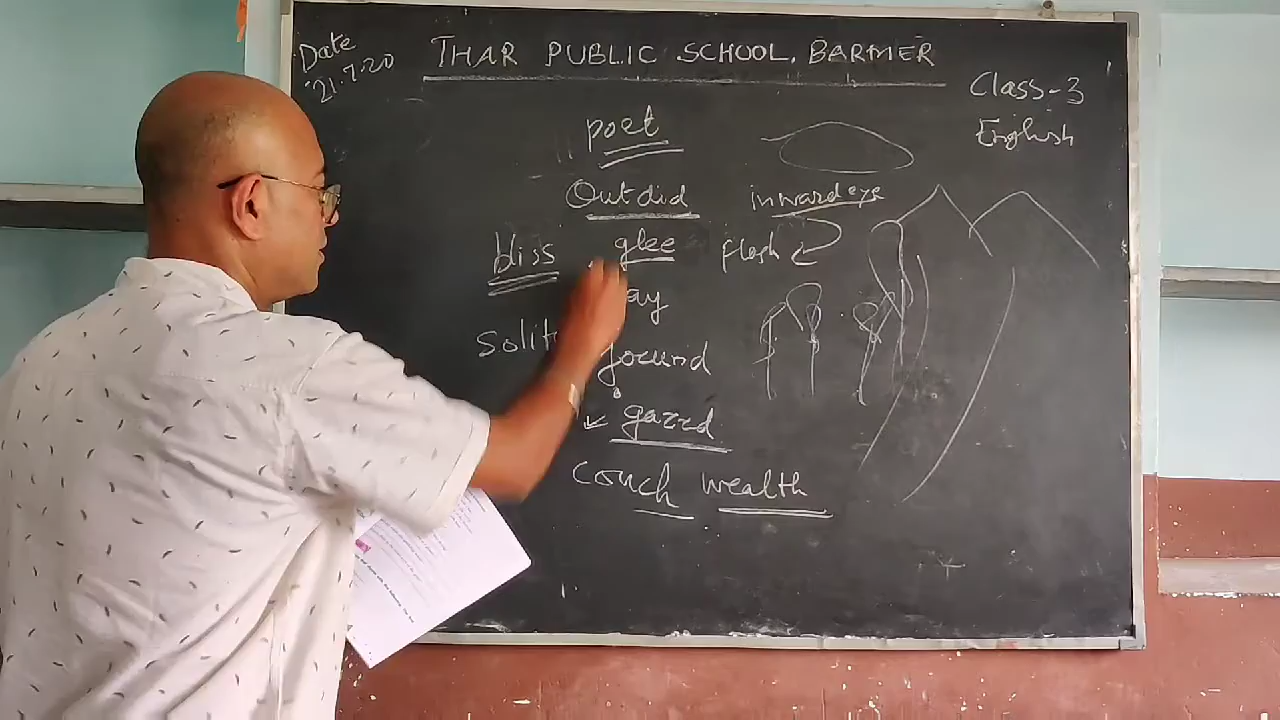 Date
21.7.20
THAR PUBLIC SCHOOL, BARMER
Class-3
English
poet
Outdid inward eye
bliss glee flash
ay
Solit jocund
gazed
couch wealth